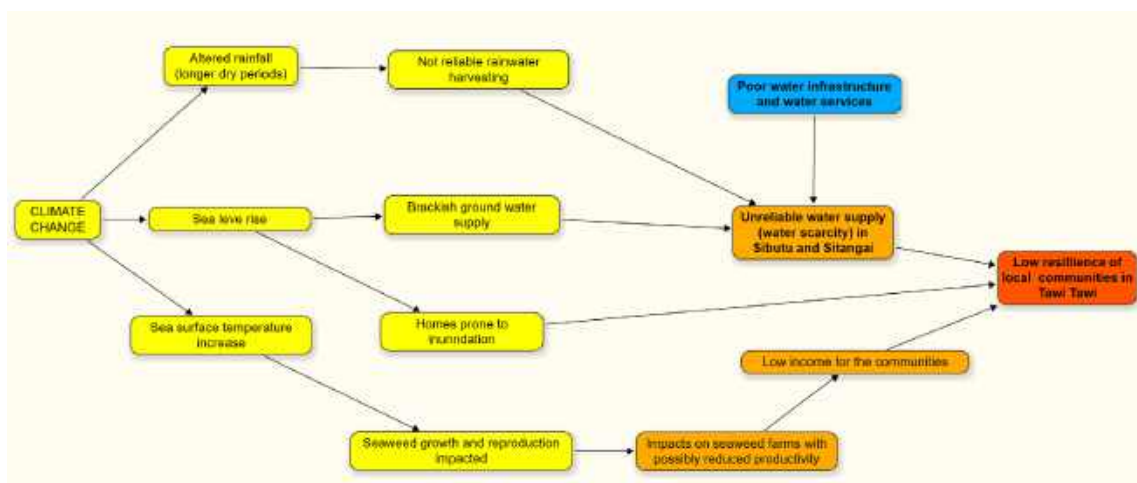 Altered rainfall
(longer dry periods)
Not reliable rainwater
harvesting
Poor water infrastructure
and water services
CLIMATE
CHANGE
Sea leve rise
Brackish ground water
supply
Unreliable water supply
(water scarcity) in
Sibutu and Sitangai
Low resilience of
local communities in
Tawi Tawi
Sea surface temperature
increase
Homes prone to
inundation
Low income for the communities
Seaweed growth and reproduction
impacted
Impacts on seaweed farms with
possibly reduced productivity